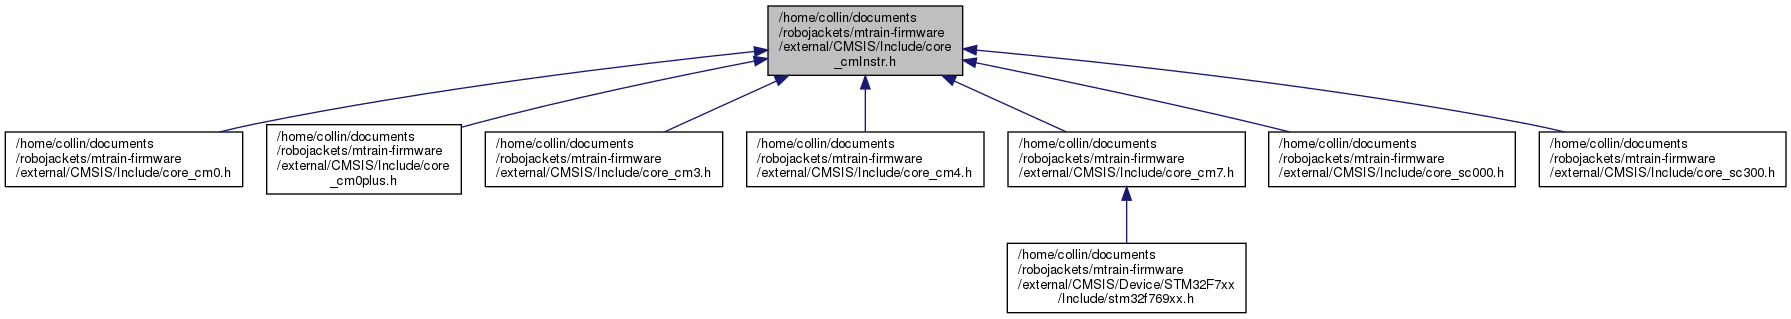 /home/collin/documents
/robojackets/mtrain-firmware
/external/CMSIS/Include/core
_cmInstr.h
/home/collin/documents
/robojackets/mtrain-firmware
/external/CMSIS/Include/core_cm0.h
/home/collin/documents
/robojackets/mtrain-firmware
/external/CMSIS/Include/core
_cm0plus.h
/home/collin/documents
/robojackets/mtrain-firmware
/external/CMSIS/Include/core_cm3.h
/home/collin/documents
/robojackets/mtrain-firmware
/external/CMSIS/Include/core_cm4.h
/home/collin/documents
/robojackets/mtrain-firmware
/external/CMSIS/Include/core_cm7.h
/home/collin/documents
/robojackets/mtrain-firmware
/external/CMSIS/Include/core_sc000.h
/home/collin/documents
/robojackets/mtrain-firmware
/external/CMSIS/Include/core_sc300.h
/home/collin/documents
/robojackets/mtrain-firmware
/external/CMSIS/Device/STM32F7xx
/Include/stm32f769xx.h